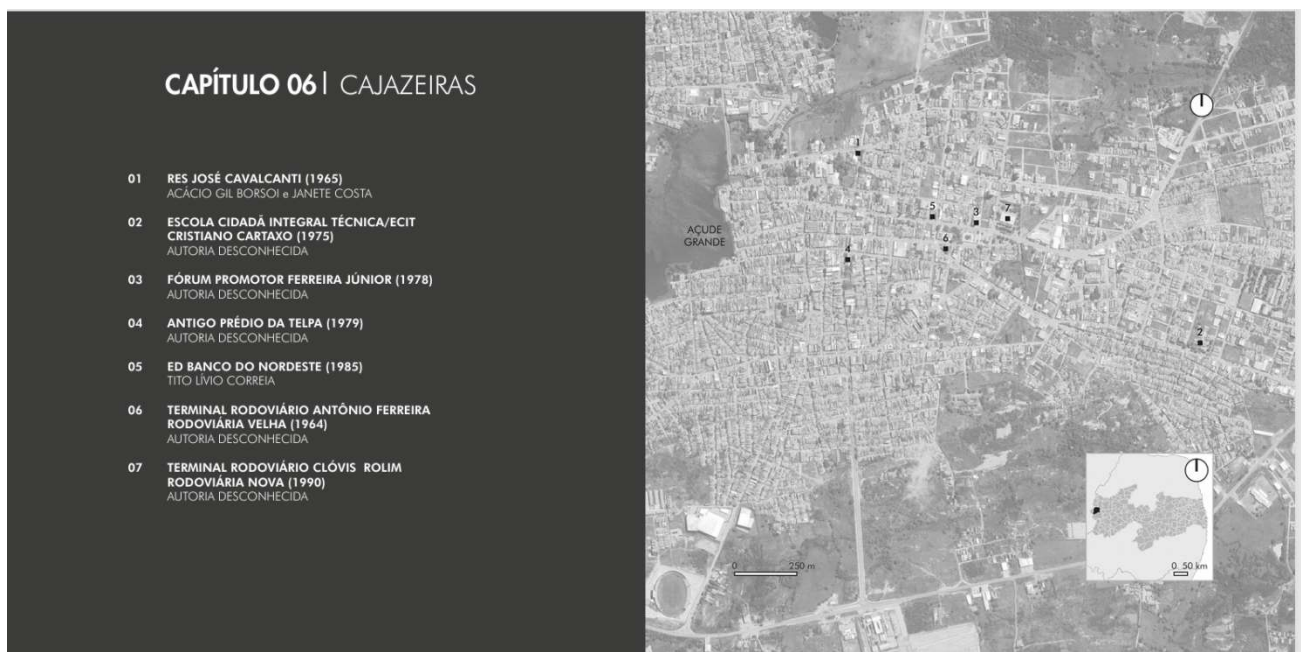 CAPÍTULO 06 | CAJAZEIRAS
01 RES JOSÉ CAVALCANTI (1965)
ACÁCIO GIL BORSOI e JANETE COSTA
02 ESCOLA CIDADÃ INTEGRAL TÉCNICA/ECIT
CRISTIANO CARTAXO (1975)
AUTORIA DESCONHECIDA
03 FÓRUM PROMOTOR FERREIRA JÚNIOR (1978)
AUTORIA DESCONHECIDA
04 ANTIGO PRÉDIO DA TELPA (1979)
AUTORIA DESCONHECIDA
05 ED BANCO DO NORDESTE (1985)
TITO LÍVIO CORREIA
06 TERMINAL RODOVIÁRIO ANTÔNIO FERREIRA
RODOVIÁRIA VELHA (1964)
AUTORIA DESCONHECIDA
07 TERMINAL RODOVIÁRIO CLÓVIS ROLIM
RODOVIÁRIA NOVA (1990)
AUTORIA DESCONHECIDA
1
5
3
7
AÇUDE
GRANDE
4
6
2
0 250 m
0 50 km